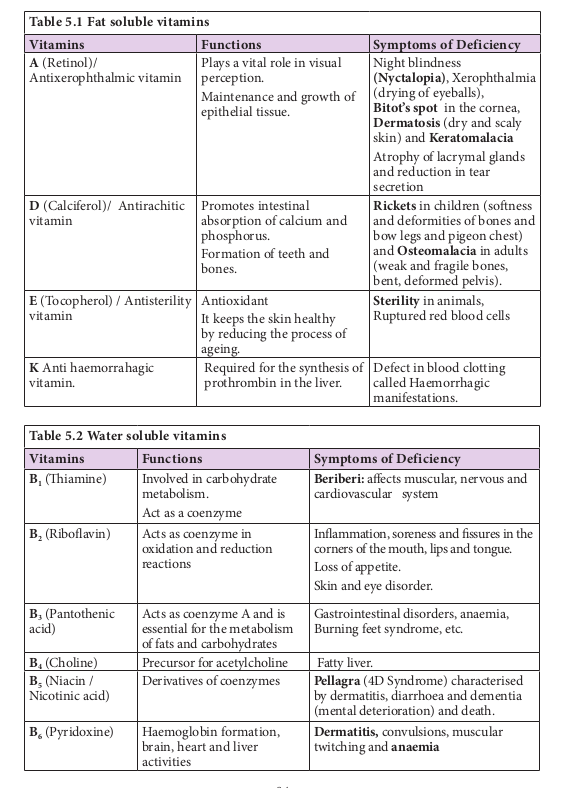 Table 5.1 Fat soluble vitamins
Vitamins
Functions
Symptoms of Deficiency
A (Retinol)/
Antixerophthalmic vitamin
Plays a vital role in visual
perception.
Maintenance and growth of
epithelial tissue.
Night blindness
(Nyctalopia), Xerophthalmia
(drying of eyeballs),
Bitot's spot in the cornea,
Dermatosis (dry and scaly
skin) and Keratomalacia
Atrophy of lacrymal glands
and reduction in tear
secretion
D (Calciferol)/ Antirachitic
vitamin
Promotes intestinal
absorption of calcium and
phosphorus.
Formation of teeth and
bones.
Rickets in children (softness
and deformities of bones and
bow legs and pigeon chest)
and Osteomalacia in adults
(weak and fragile bones,
bent, deformed pelvis).
E (Tocopherol) / Antisterility
vitamin
Antioxidant
It keeps the skin healthy
by reducing the process of
ageing.
Sterility in animals,
Ruptured red blood cells
K Anti haemorrahagic
vitamin.
Required for the synthesis of
prothrombin in the liver.
Defect in blood clotting
called Haemorrhagic
manifestations.
Table 5.2 Water soluble vitamins
Vitamins
Functions
Symptoms of Deficiency
B₁ (Thiamine)
Involved in carbohydrate
metabolism.
Act as a coenzyme
Beriberi: affects muscular, nervous and
cardiovascular system
B₂ (Riboflavin)
Acts as coenzyme in
oxidation and reduction
reactions
Inflammation, soreness and fissures in the
corners of the mouth, lips and tongue.
Loss of appetite.
Skin and eye disorder.
B₃ (Pantothenic
acid)
Acts as coenzyme A and is
essential for the metabolism
of fats and carbohydrates
Gastrointestinal disorders, anaemia,
Burning feet syndrome, etc.
B₄ (Choline)
Precursor for acetylcholine
Fatty liver.
B₅ (Niacin /
Nicotinic acid)
Derivatives of coenzymes
Pellagra (4D Syndrome) characterised
by dermatitis, diarrhoea and dementia
(mental deterioration) and death.
B₆ (Pyridoxine)
Haemoglobin formation,
brain, heart and liver
activities
Dermatitis, convulsions, muscular
twitching and anaemia